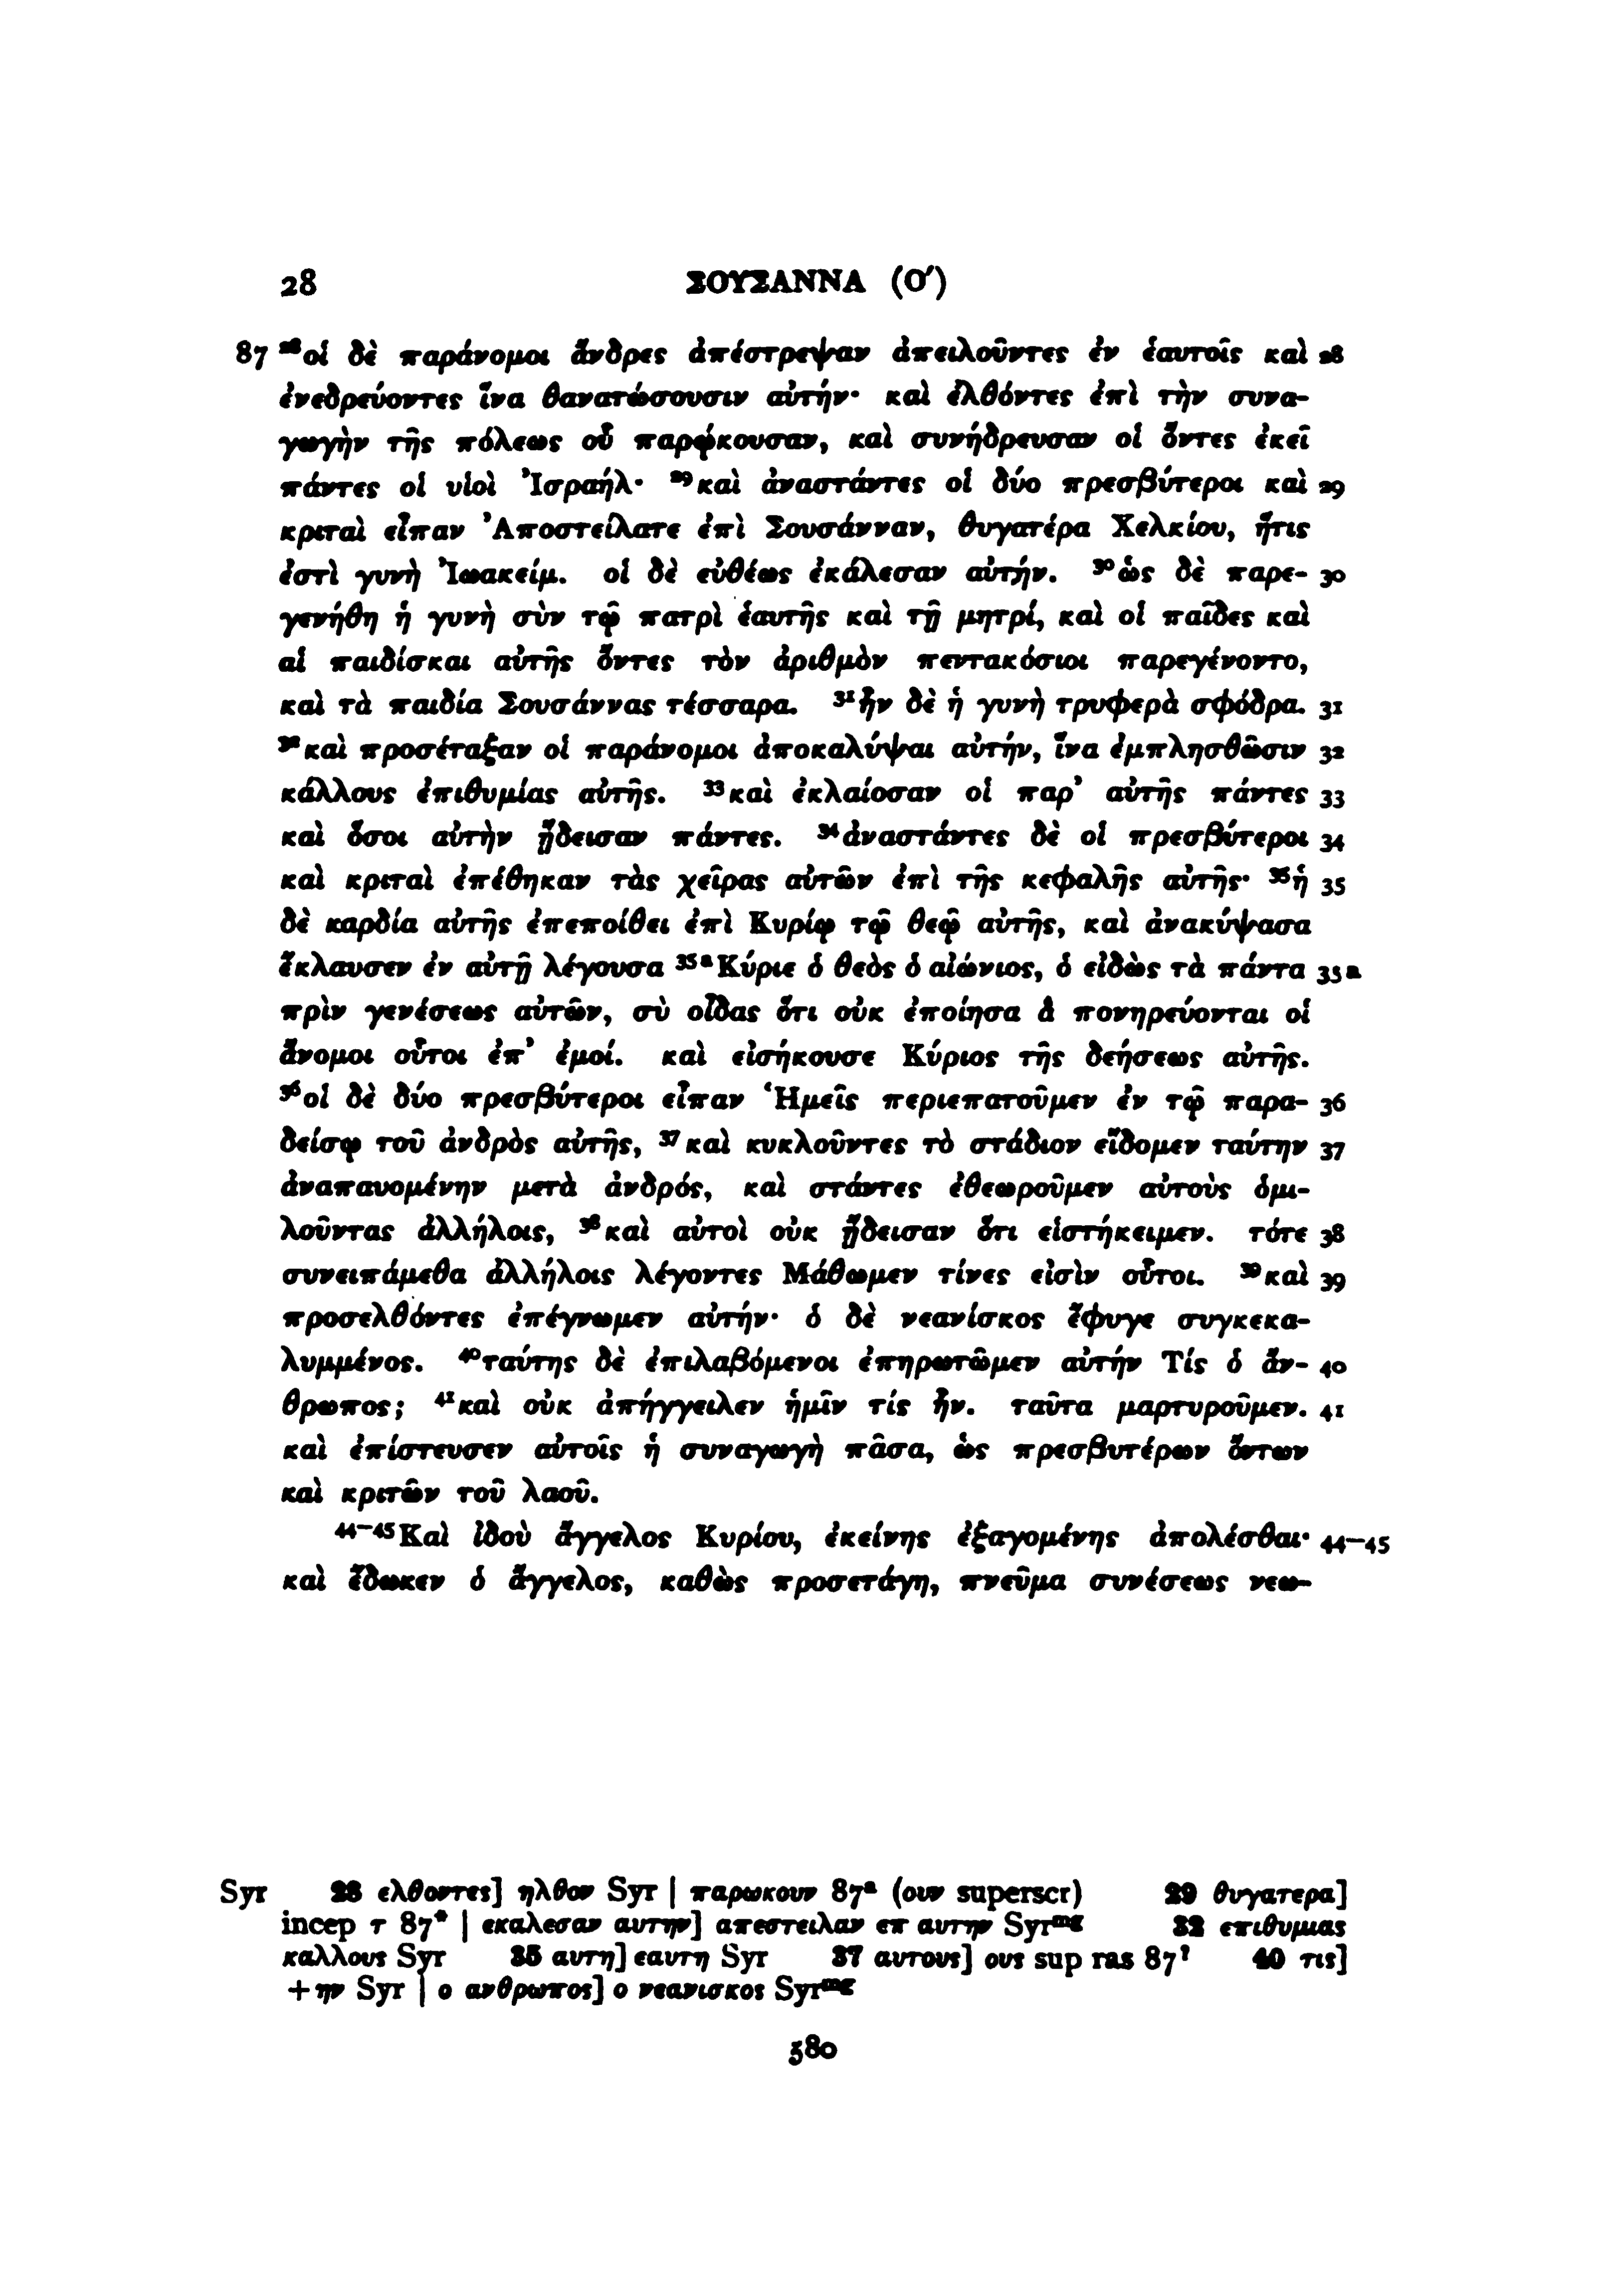 28 ΣΟΥΣΑΝΝΑ (Ο′)
87 ²⁸οἱ δὲ παράνομοι ἄνδρες ἀπέστρεψαν ἀπειλοῦντες ἐν ἑαυτοῖς καὶ 28
ἐνεδρεύοντες ἵνα θανατώσουσιν αὐτήν· καὶ ἐλθόντες ἐπὶ τὴν συνα-
γωγὴν τῆς πόλεως οὗ παρῴκουσαν, καὶ συνήδρευσαν οἱ ὄντες ἐκεῖ
πάντες οἱ υἱοὶ Ἰσραήλ· ²⁹καὶ ἀναστάντες οἱ δύο πρεσβύτεροι καὶ 29
κριταὶ εἶπαν Ἀποστείλατε ἐπὶ Σουσάνναν, θυγατέρα Χελκίου, ἥτις
ἐστὶ γυνὴ Ἰωακείμ. οἱ δὲ εὐθέως ἐκάλεσαν αὐτήν. ³⁰ὡς δὲ παρε- 30
γενήθη ἡ γυνὴ σὺν τῷ πατρὶ ἑαυτῆς καὶ τῇ μητρί, καὶ οἱ παῖδες καὶ
αἱ παιδίσκαι αὐτῆς ὄντες τὸν ἀριθμὸν πεντακόσιοι παρεγένοντο,
καὶ τὰ παιδία Σουσάννας τέσσαρα. ³¹ἦν δὲ ἡ γυνὴ τρυφερὰ σφόδρα. 31
³²καὶ προσέταξαν οἱ παράνομοι ἀποκαλύψαι αὐτήν, ἵνα ἐμπλησθῶσιν 32
κάλλους ἐπιθυμίας αὐτῆς. ³³καὶ ἐκλαίοσαν οἱ παρ’ αὐτῆς πάντες 33
καὶ ὅσοι αὐτὴν ᾔδεισαν πάντες. ³⁴ἀναστάντες δὲ οἱ πρεσβύτεροι 34
καὶ κριταὶ ἐπέθηκαν τὰς χεῖρας αὐτῶν ἐπὶ τῆς κεφαλῆς αὐτῆς· ³⁵ἡ 35
δὲ καρδία αὐτῆς ἐπεποίθει ἐπὶ Κυρίῳ τῷ θεῷ αὐτῆς, καὶ ἀνακύψασα
ἔκλαυσεν ἐν αὐτῇ λέγουσα ³⁵ᵃΚύριε ὁ θεὸς ὁ αἰώνιος, ὁ εἰδὼς τὰ πάντα 35 a
πρὶν γενέσεως αὐτῶν, σὺ οἶδας ὅτι οὐκ ἐποίησα ἃ πονηρεύονται οἱ
ἄνομοι οὗτοι ἐπ’ ἐμοί. καὶ εἰσήκουσε Κύριος τῆς δεήσεως αὐτῆς.
³⁶οἱ δὲ δύο πρεσβύτεροι εἶπαν Ἡμεῖς περιεπατοῦμεν ἐν τῷ παρα- 36
δείσῳ τοῦ ἀνδρὸς αὐτῆς, ³⁷καὶ κυκλοῦντες τὸ στάδιον εἴδομεν ταύτην 37
ἀναπαυομένην μετὰ ἀνδρός, καὶ στάντες ἐθεωροῦμεν αὐτοὺς ὁμι-
λοῦντας ἀλλήλοις, ³⁸καὶ αὐτοὶ οὐκ ᾔδεισαν ὅτι εἱστήκειμεν. τότε 38
συνειπάμεθα ἀλλήλοις λέγοντες Μάθωμεν τίνες εἰσὶν οὗτοι. ³⁹καὶ 39
προσελθόντες ἐπέγνωμεν αὐτήν· ὁ δὲ νεανίσκος ἔφυγε συγκεκα-
λυμμένος. ⁴⁰ταύτης δὲ ἐπιλαβόμενοι ἐπηρωτῶμεν αὐτήν Τίς ὁ ἄν- 40
θρωπος; ⁴¹καὶ οὐκ ἀπήγγειλεν ἡμῖν τίς ἦν. ταῦτα μαρτυροῦμεν. 41
καὶ ἐπίστευσεν αὐτοῖς ἡ συναγωγὴ πᾶσα, ὡς πρεσβυτέρων ὄντων
καὶ κριτῶν τοῦ λαοῦ.
⁴⁴⁻⁴⁵Καὶ ἰδοὺ ἄγγελος Κυρίου, ἐκείνης ἐξαγομένης ἀπολέσθαι· 44—45
καὶ ἔδωκεν ὁ ἄγγελος, καθὼς προσετάγη, πνεῦμα συνέσεως νεω-
Syr 28 ελθοντες] ηλθον Syr | παρωκουν 87ᵃ (ουν superscr) 29 θυγατερα]
incep τ 87* | εκαλεσαν αυτην] απεστειλαν επ αυτην Syrᵐᵍ 32 επιθυμιας
καλλους Syr 35 αυτη] εαυτη Syr 37 αυτους] ους sup ras 87ˀ 40 τις]
+ην Syr | ο ανθρωπος] ο νεανισκος Syrᵐᵍ
580